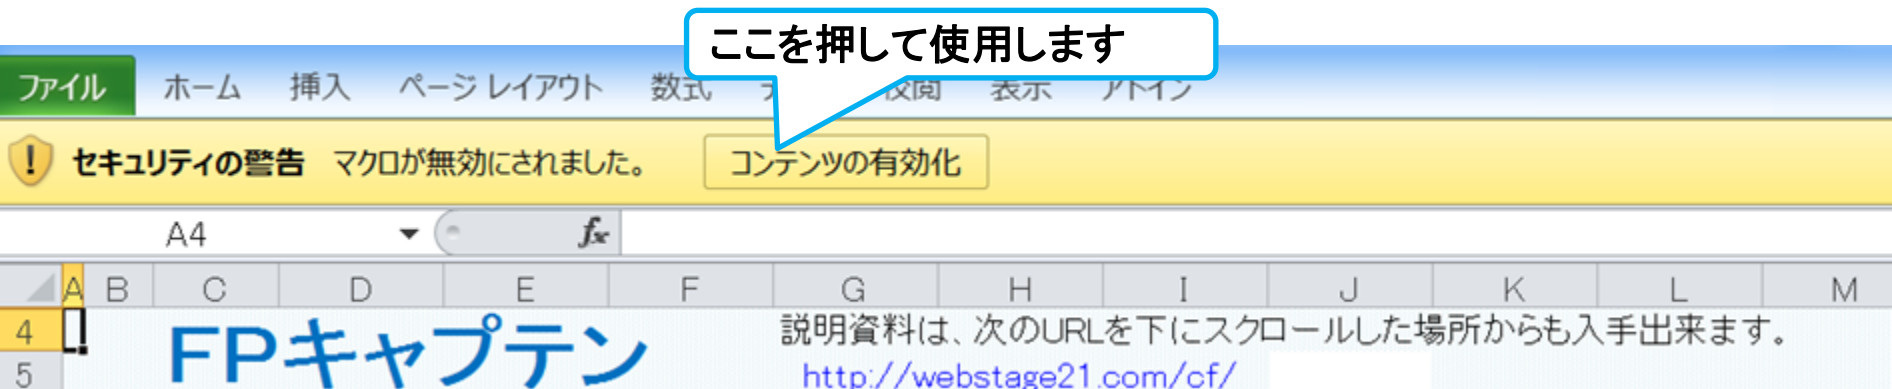 ここを押して使用します
ファイル ホーム 挿入 ページ レイアウト 数式 校閲 表示 アドイン
セキュリティの警告 マクロが無効にされました。 コンテンツの有効化
A4 fx
A B C D E F G H I J K L M
4 FPキャプテン 説明資料は、次のURLを下にスクロールした場所からも入手出来ます。
5 http://webstage21.com/cf/